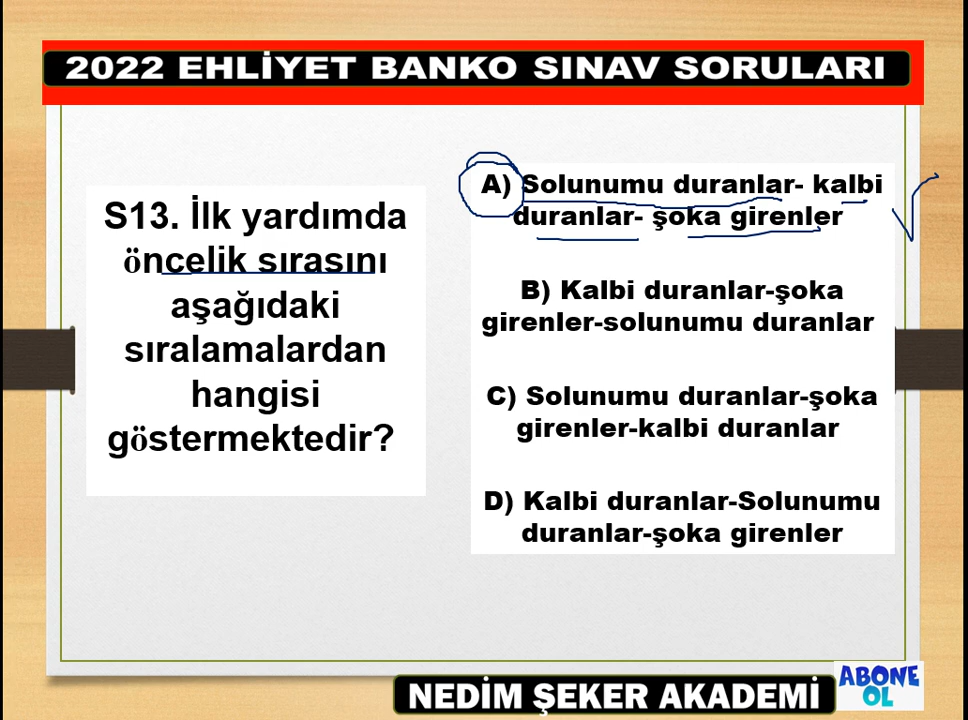 2022 EHLİYET BANKO SINAV SORULARI
S13. İlk yardımda
öncelik sırasını
aşağıdaki
sıralamalardan
hangisi
göstermektedir?
A) Solunumu duranlar- kalbi
duranlar- şoka girenler
B) Kalbi duranlar-şoka
girenler-solunumu duranlar
C) Solunumu duranlar-şoka
girenler-kalbi duranlar
D) Kalbi duranlar-Solunumu
duranlar-şoka girenler
NEDİM ŞEKER AKADEMİ
ABONE
OL